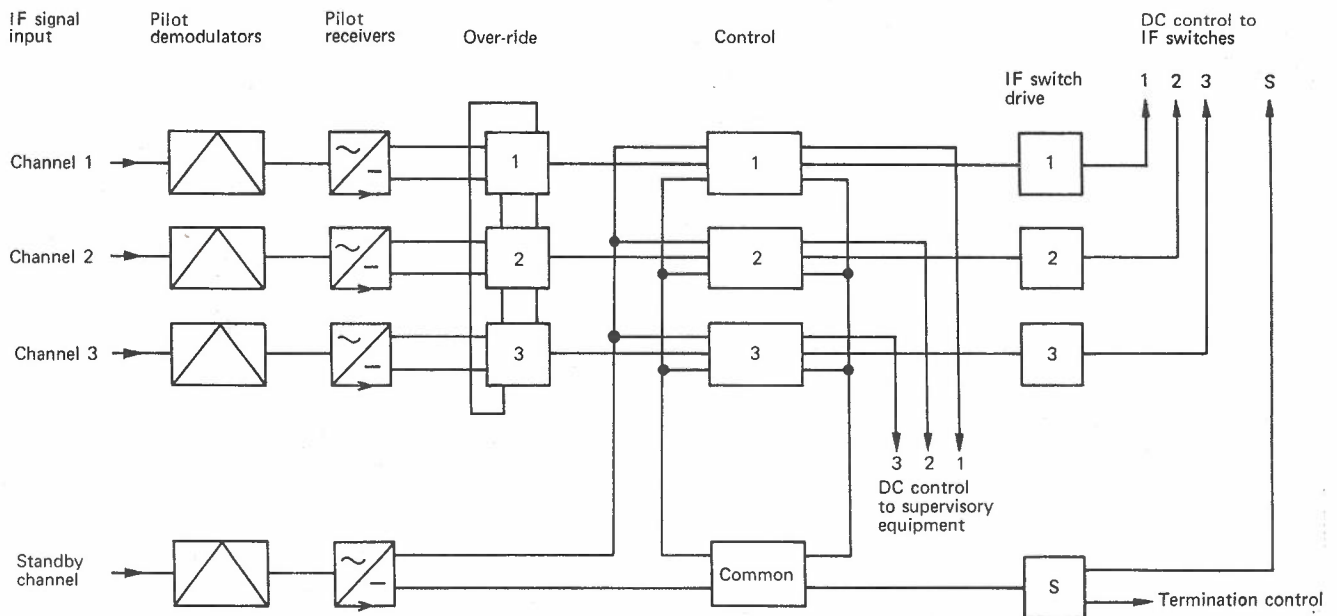 IF signal
input
Pilot
demodulators
Pilot
receivers
Over-ride
Control
DC control to
IF switches
IF switch
drive
1 2 3 S
Channel 1
1
1
1
Channel 2
2
2
2
Channel 3
3
3
3
3 2 1
DC control
to supervisory
equipment
Standby
channel
Common
S
Termination control